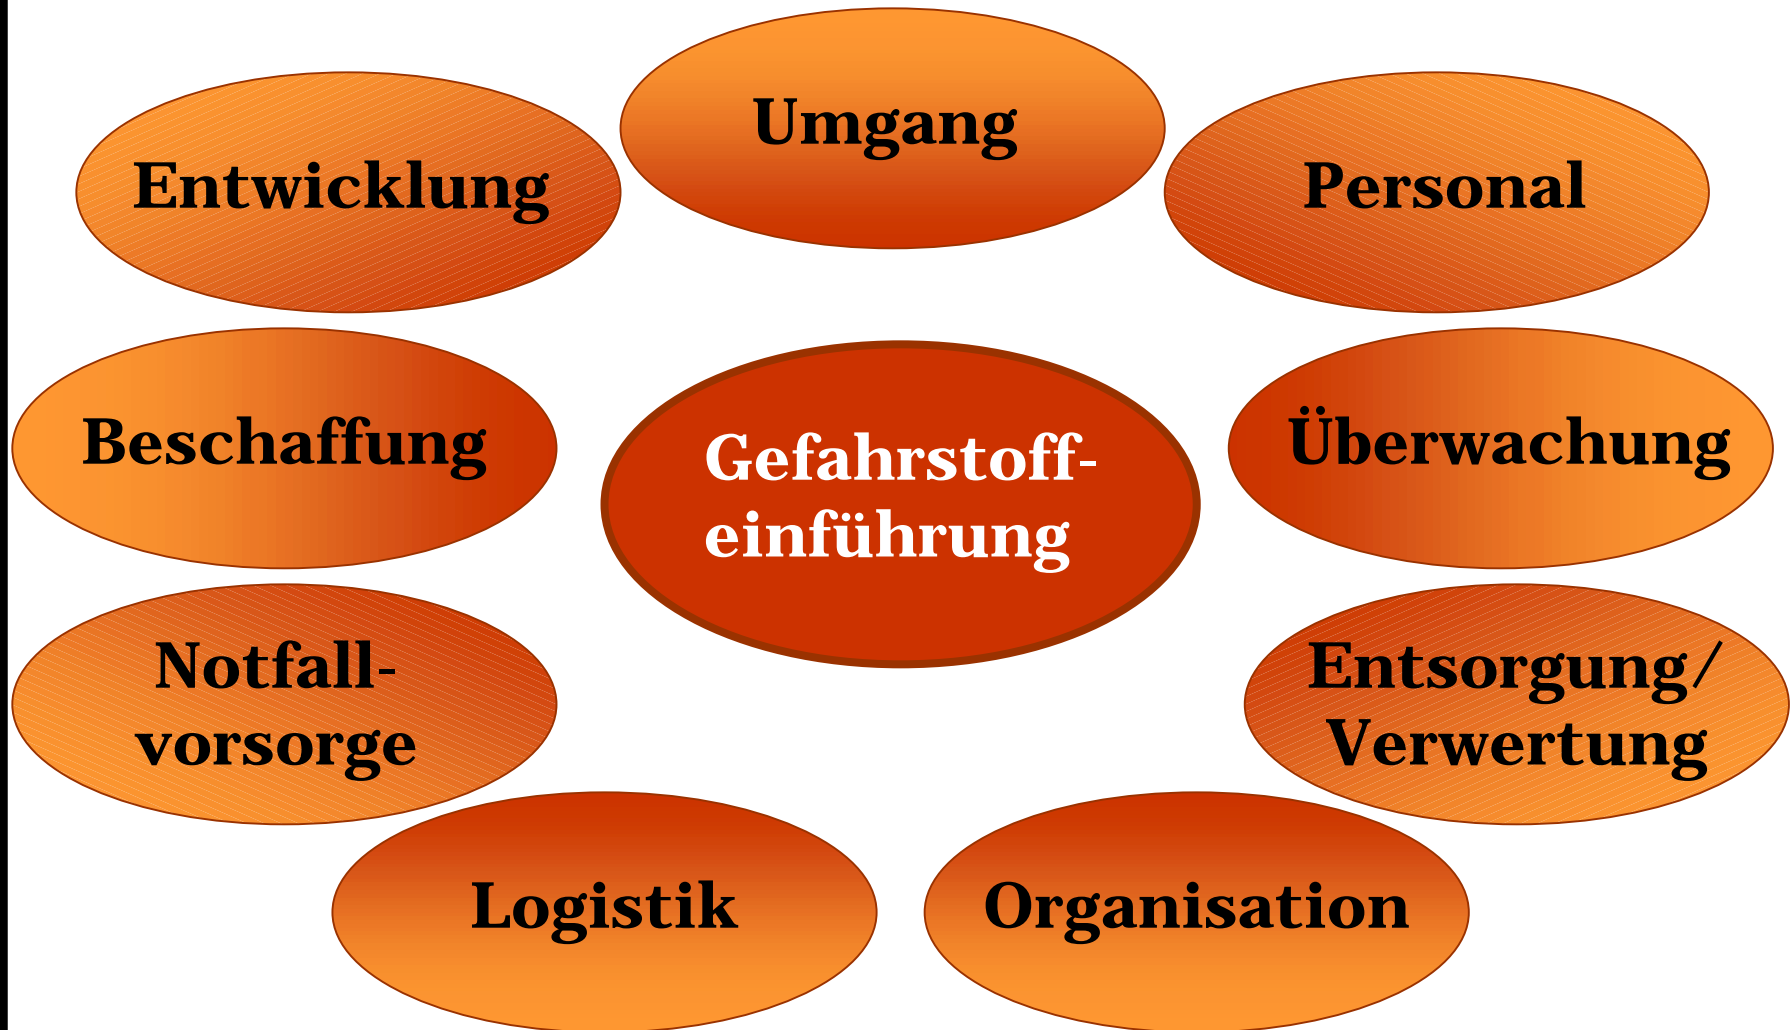 Umgang
Entwicklung
Personal
Beschaffung
Gefahrstoff-
einführung
Überwachung
Notfall-
vorsorge
Entsorgung/
Verwertung
Logistik
Organisation